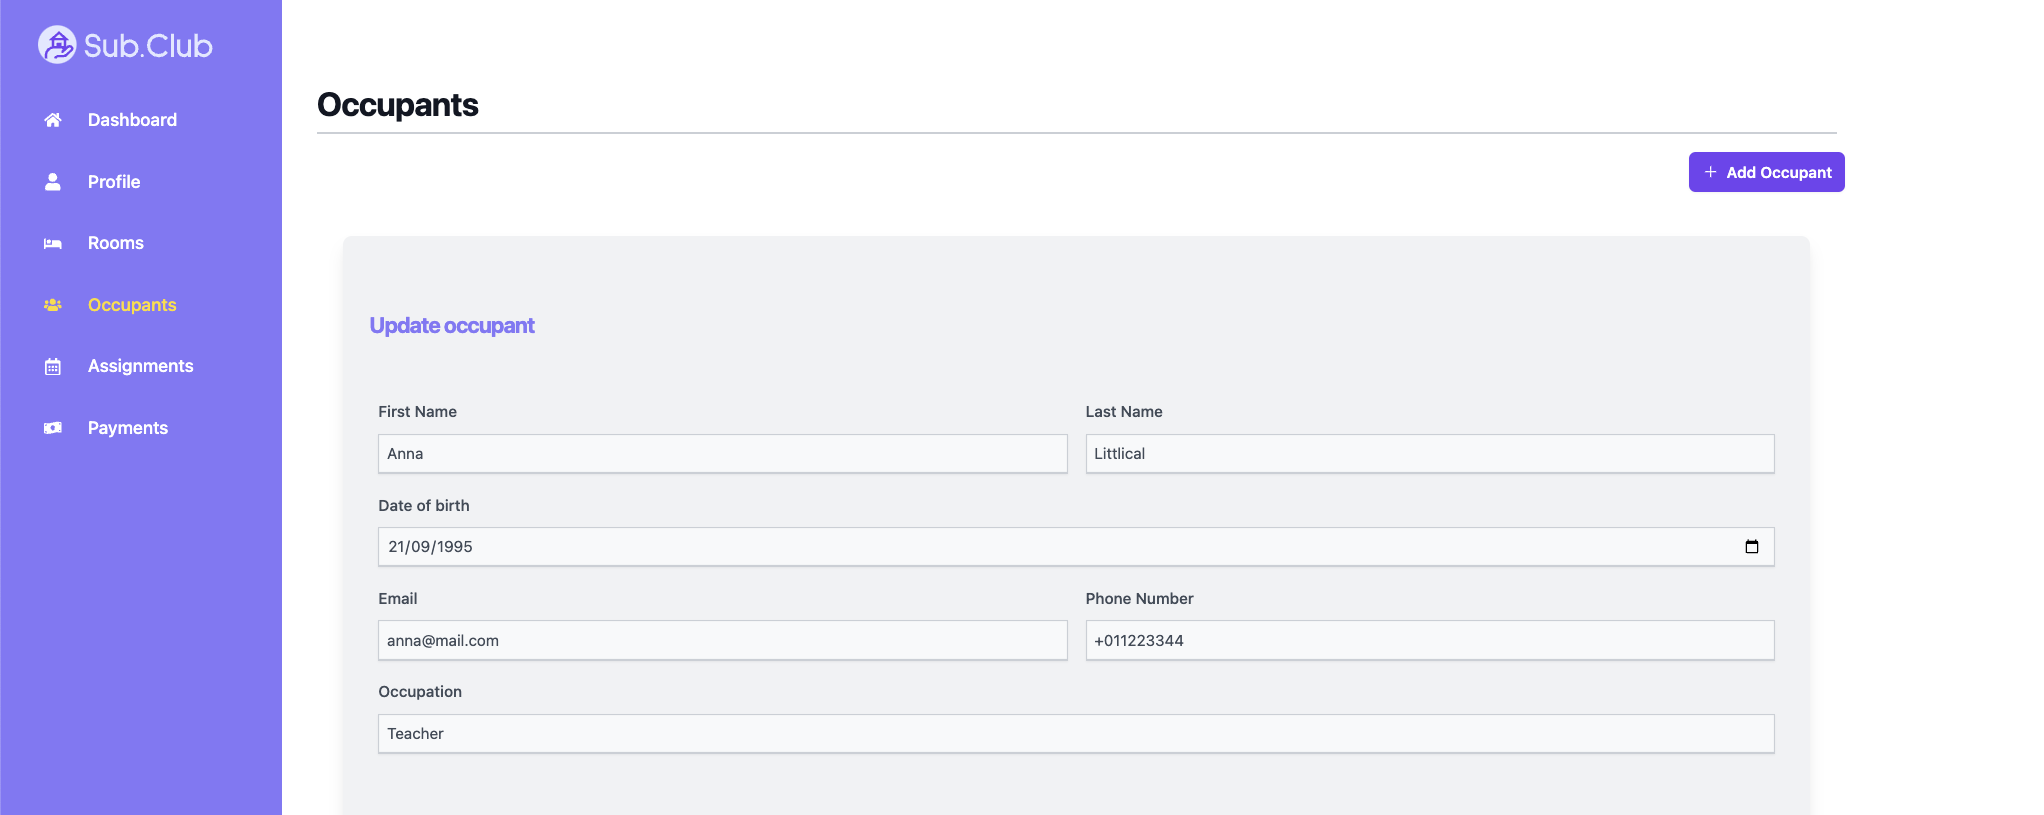 Sub.Club
Dashboard
Profile
Rooms
Occupants
Assignments
Payments
Occupants
+ Add Occupant
Update occupant
First Name
Last Name
Anna
Littlical
Date of birth
21/09/1995
Email
Phone Number
anna@mail.com
+011223344
Occupation
Teacher